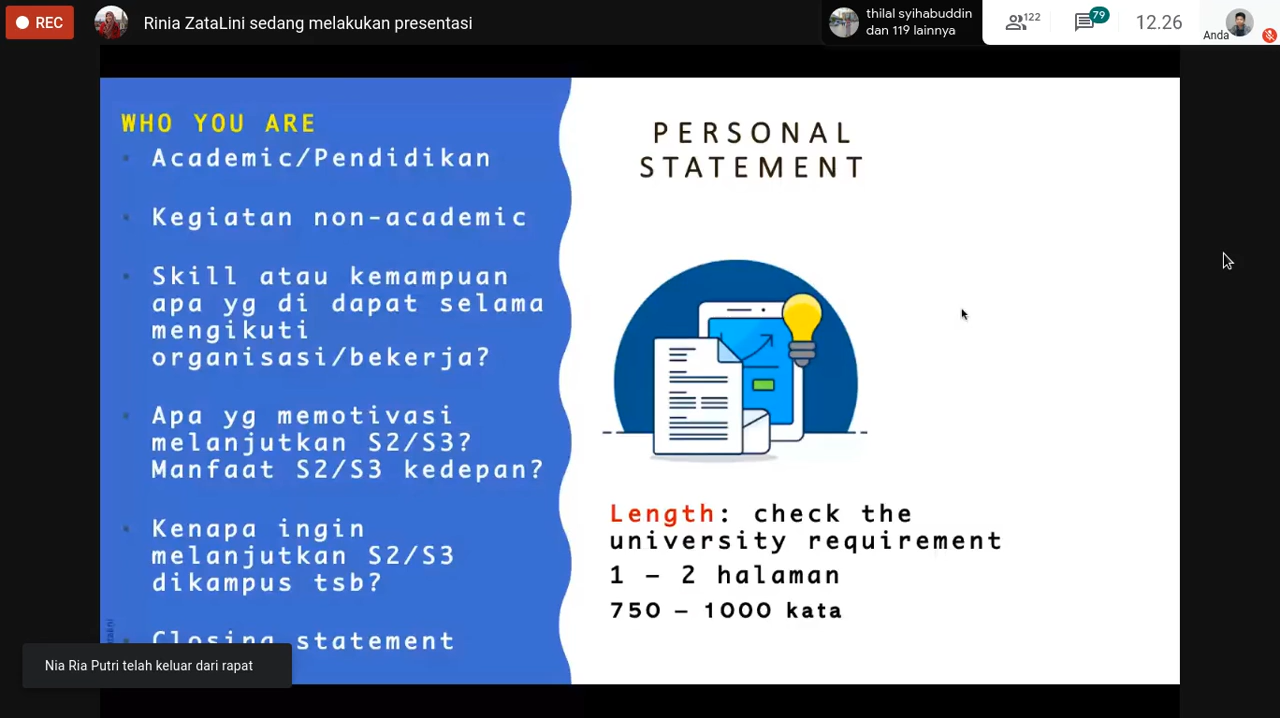 REC
Rinia ZataLini sedang melakukan presentasi
thilal syihabuddin
dan 119 lainnya
122
79
12.26
Anda
WHO YOU ARE
Academic/Pendidikan
Kegiatan non-academic
Skill atau kemampuan
apa yg di dapat selama
mengikuti
organisasi/bekerja?
Apa yg memotivasi
melanjutkan S2/S3?
Manfaat S2/S3 kedepan?
Kenapa ingin
melanjutkan S2/S3
dikampus tsb?
Closing statement
PERSONAL
STATEMENT
Length: check the
university requirement
1 – 2 halaman
750 – 1000 kata
Nia Ria Putri telah keluar dari rapat